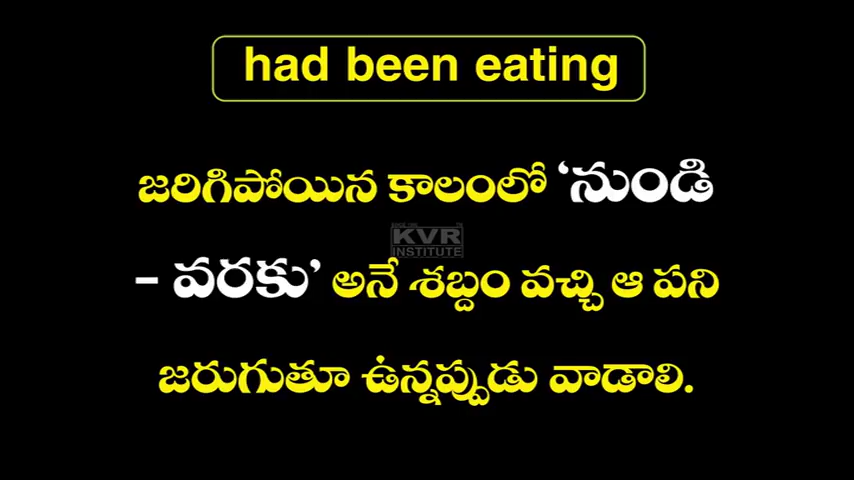 had been eating
జరిగిపోయిన కాలంలో ‘నుండి
KVR
INSTITUTE
– వరకు’ అనే శబ్దం వచ్చి ఆ పని
జరుగుతూ ఉన్నప్పుడు వాడాలి.